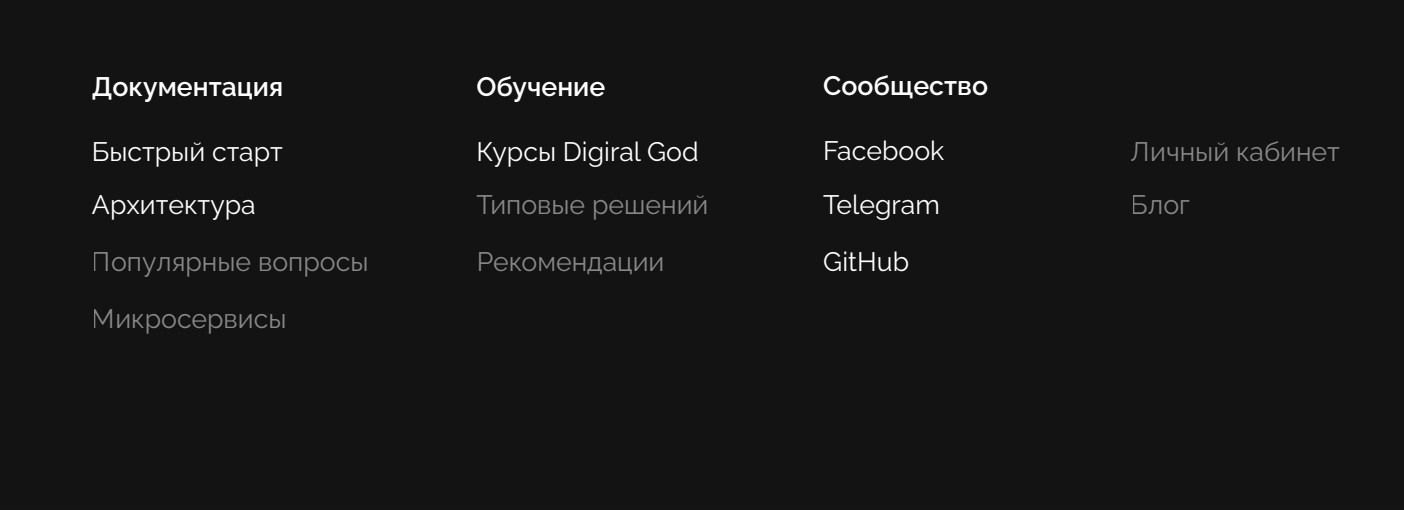 Документация
Быстрый старт
Архитектура
Популярные вопросы
Микросервисы
Обучение
Курсы Digiral God
Типовые решений
Рекомендации
Сообщество
Facebook
Telegram
GitHub
Личный кабинет
Блог